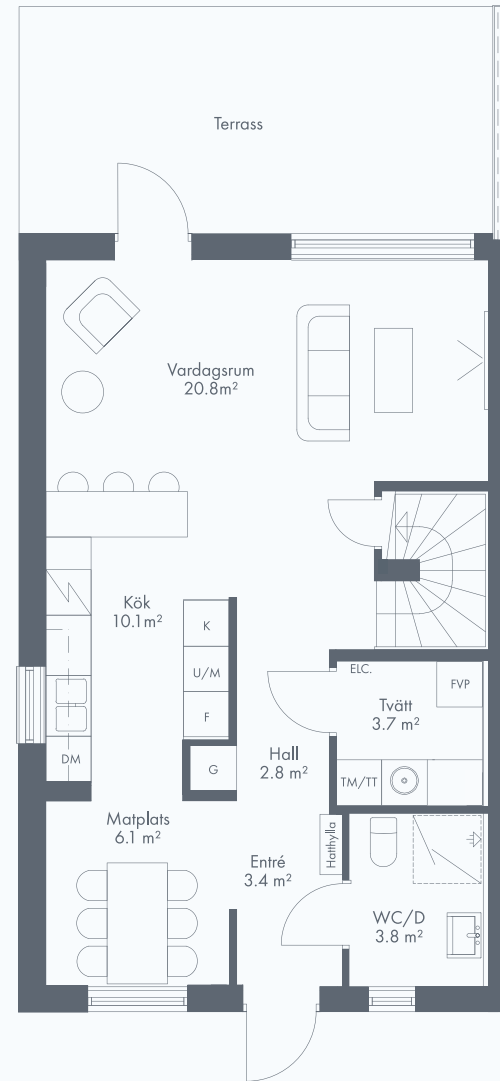 Terrass
Vardagsrum
20.8m²
Kök
10.1m²
K
U/M
F
G
DM
ELC.
FVP
Tvätt
3.7 m²
TM/TT
Hall
2.8 m²
Matplats
6.1 m²
Hatthylla
Entré
3.4 m²
WC/D
3.8 m²